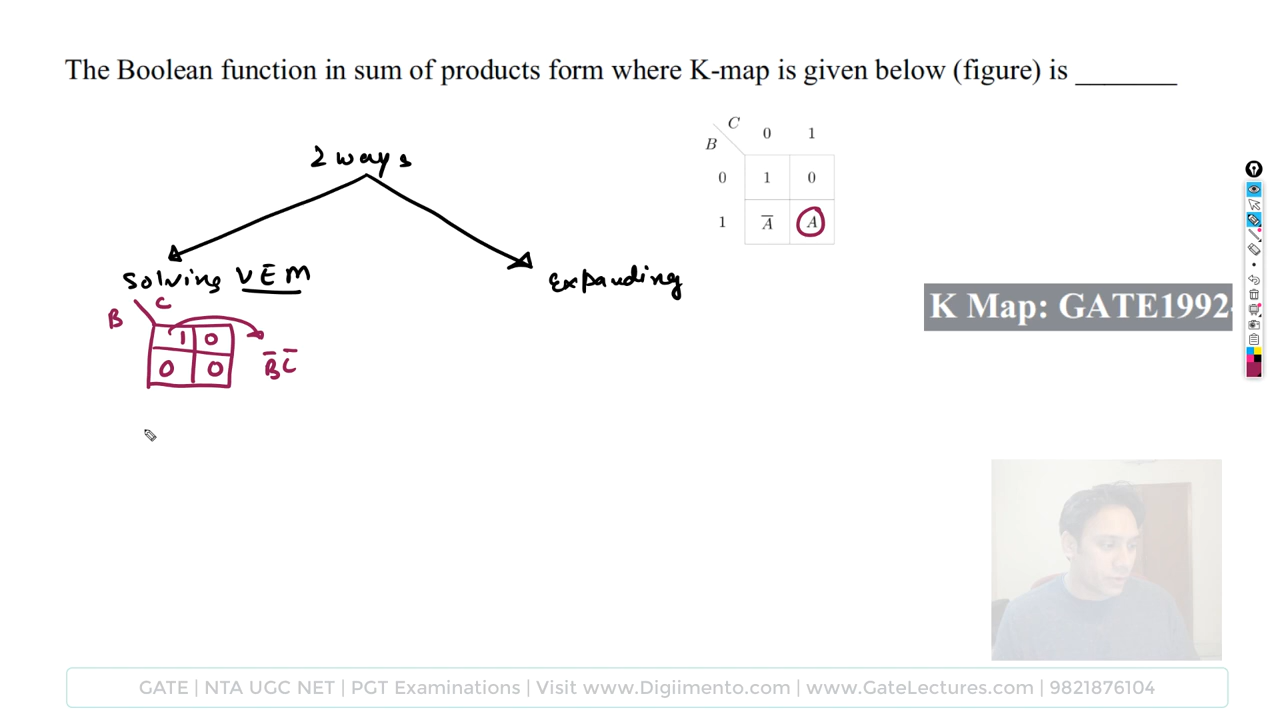 The Boolean function in sum of products form where K-map is given below (figure) is ________
2 ways
C
0 1
B
0 1 0
1 A̅ A
Solving VEM
Expanding
C
B
1 0
0 0
B̅ C̅
K Map: GATE1992
GATE | NTA UGC NET | PGT Examinations | Visit www.Digiimento.com | www.GateLectures.com | 9821876104